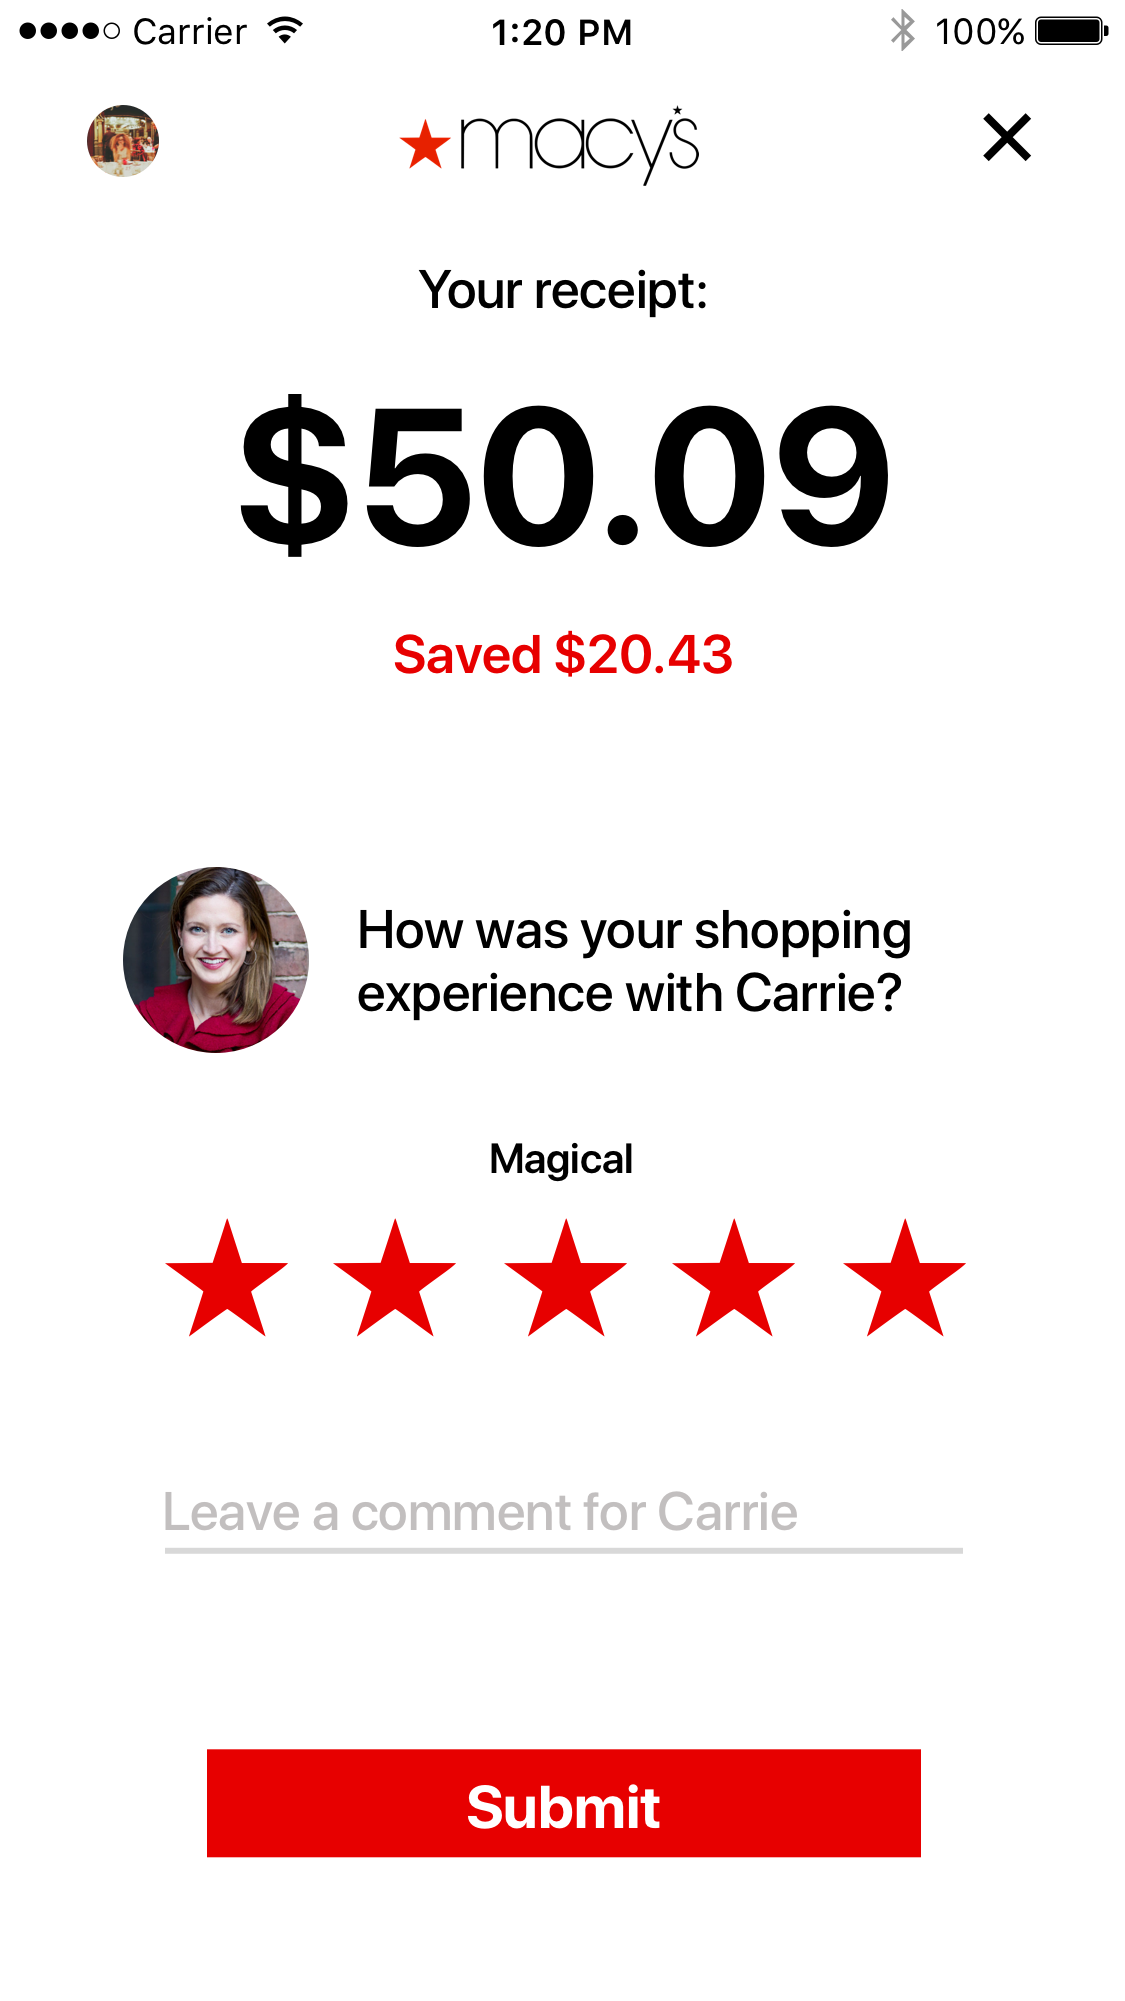 Carrier
1:20 PM
100%
macy's
Your receipt:
$50.09
Saved $20.43
How was your shopping
experience with Carrie?
Magical
Leave a comment for Carrie
Submit